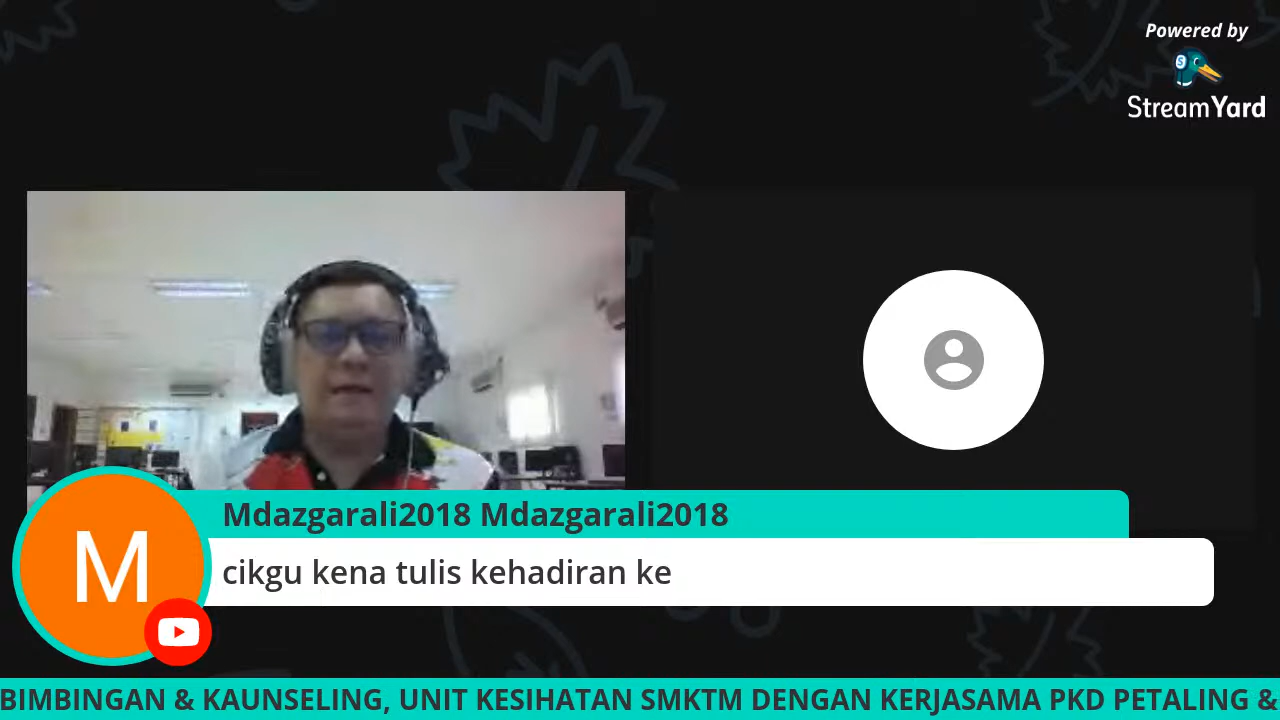 Powered by
StreamYard
Mdazgarali2018 Mdazgarali2018
cikgu kena tulis kehadiran ke
M
BIMBINGAN & KAUNSELING, UNIT KESIHATAN SMKTM DENGAN KERJASAMA PKD PETALING &